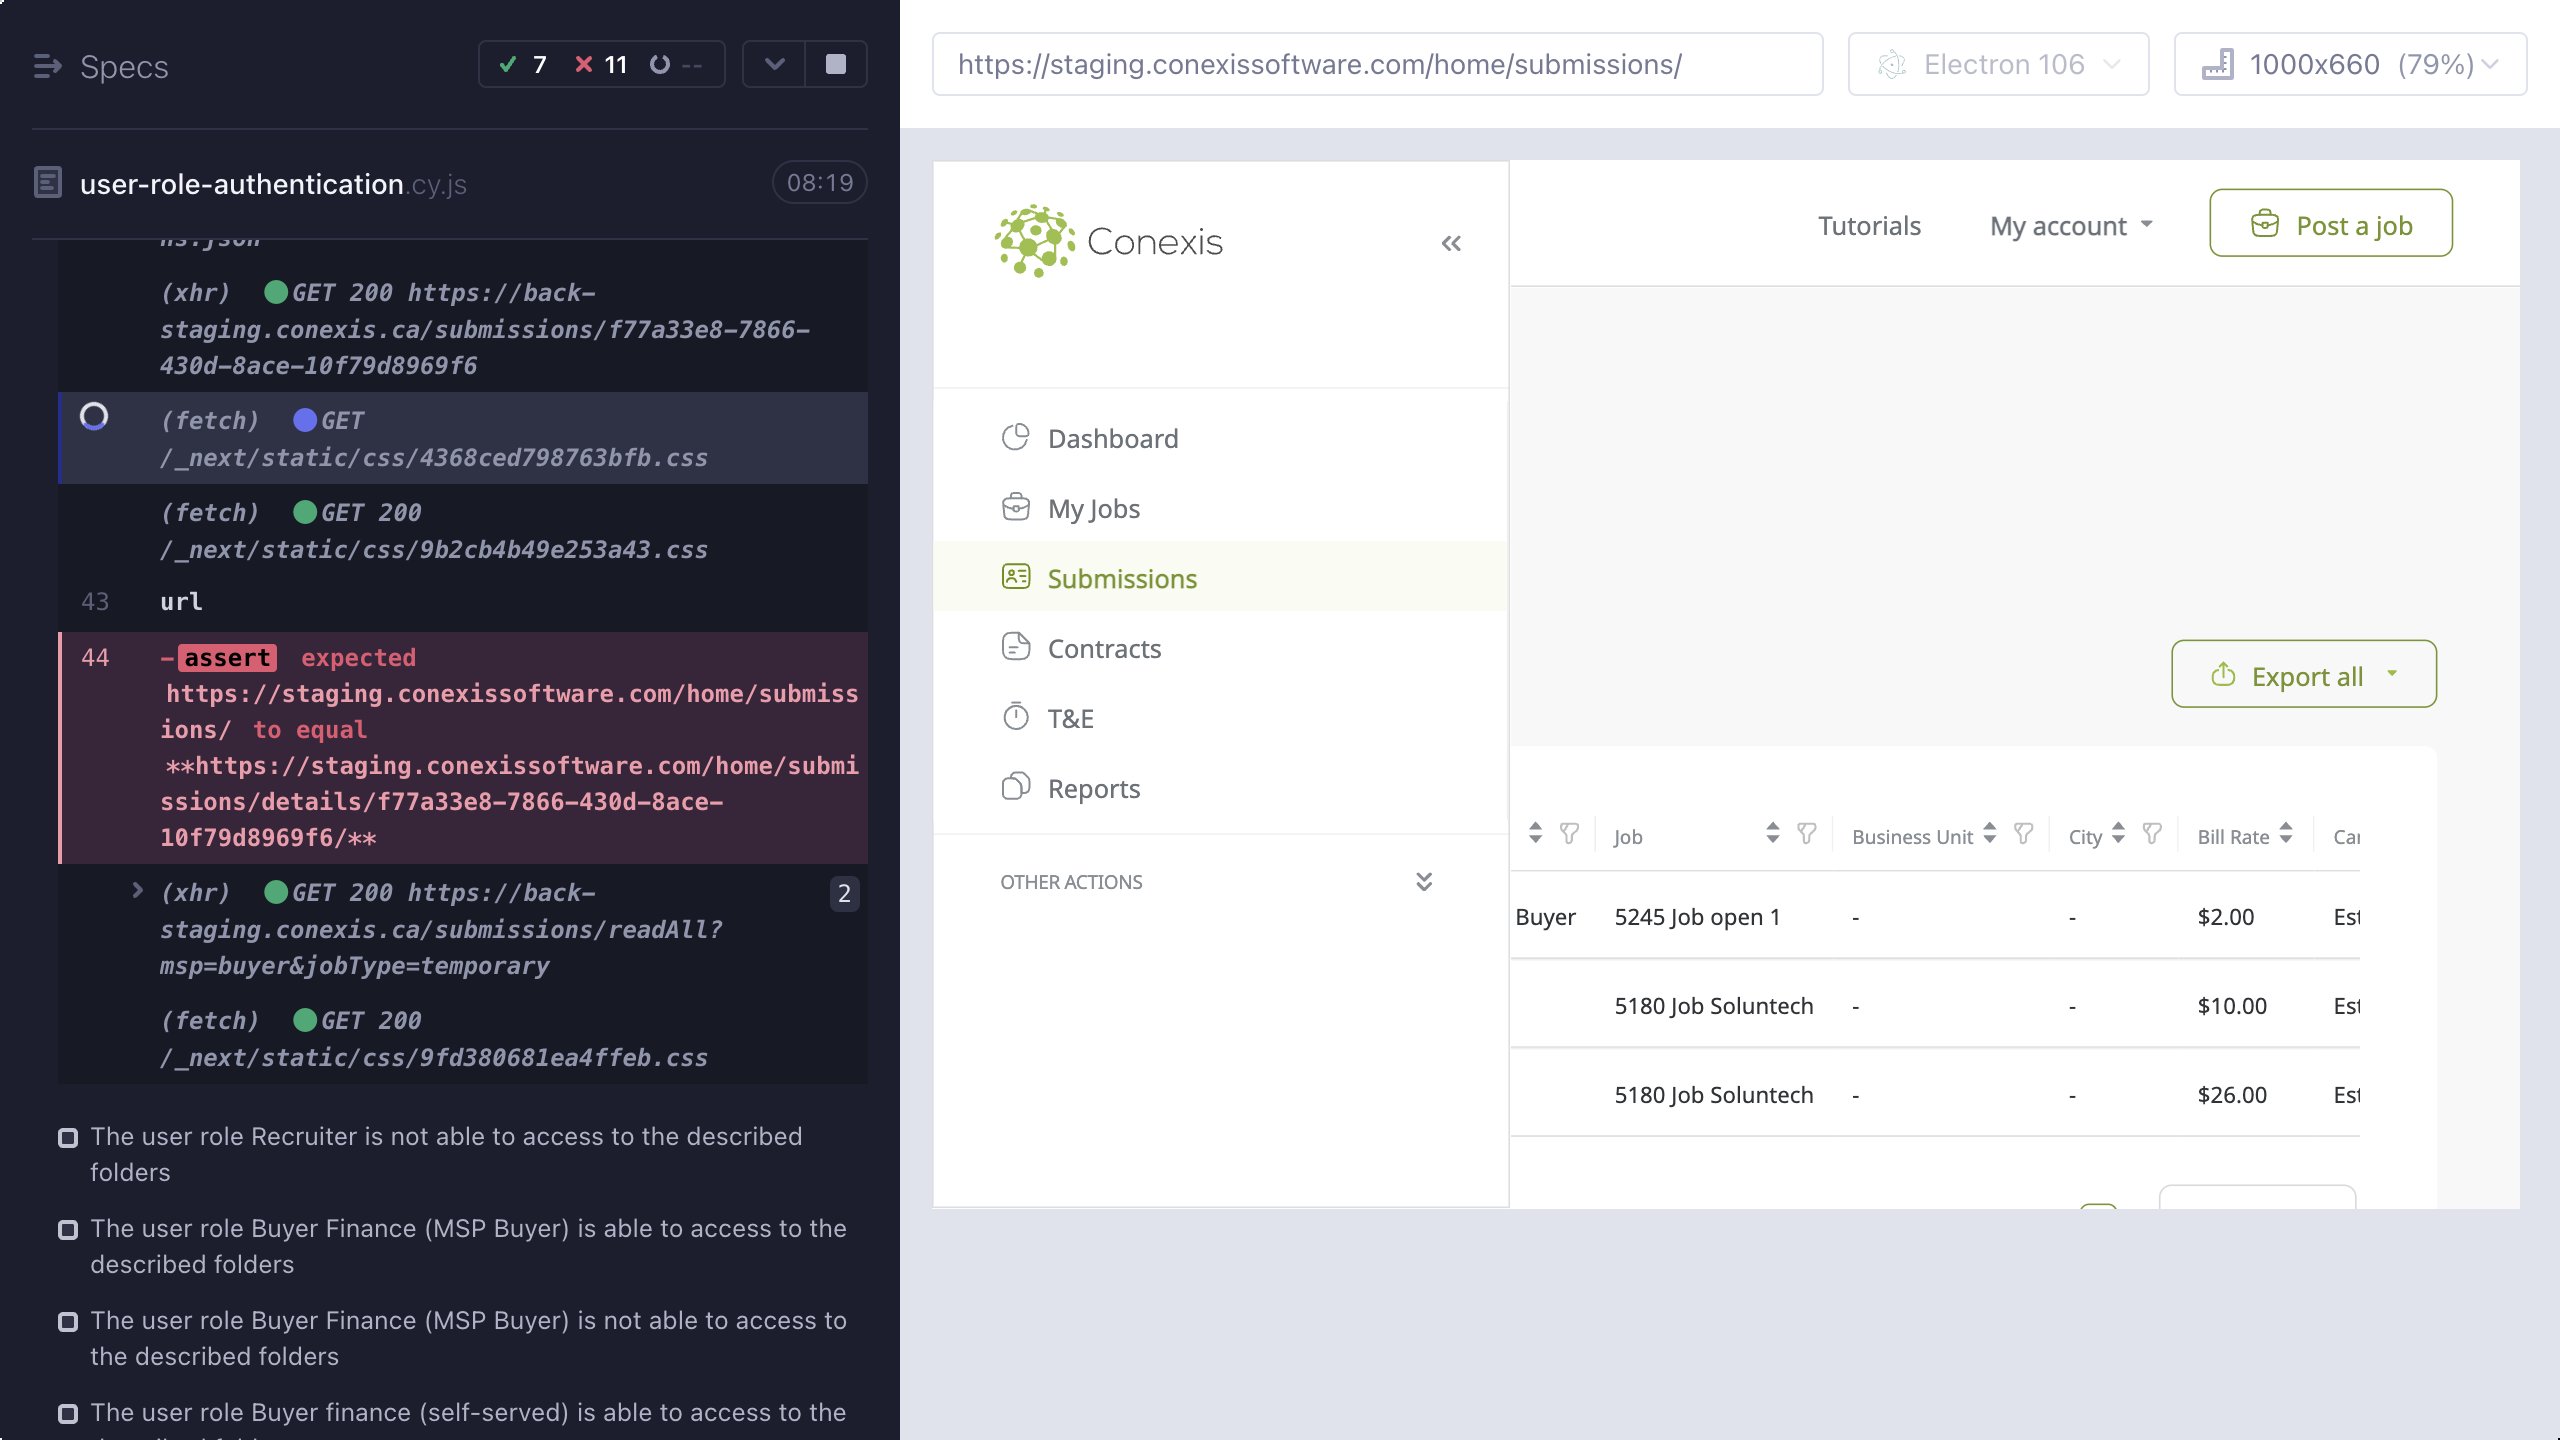 Specs
7 11 --
user-role-authentication.cy.js 08:19
ns.json
(xhr) GET 200 https://back-
staging.conexis.ca/submissions/f77a33e8-7866-
430d-8ace-10f79d8969f6
(fetch) GET
/_next/static/css/4368ced798763bfb.css
(fetch) GET 200
/_next/static/css/9b2cb4b49e253a43.css
43 url
44 -assert expected
https://staging.conexissoftware.com/home/submiss
ions/ to equal
**https://staging.conexissoftware.com/home/submi
ssions/details/f77a33e8-7866-430d-8ace-
10f79d8969f6/**
(xhr) GET 200 https://back- 2
staging.conexis.ca/submissions/readAll?
msp=buyer&jobType=temporary
(fetch) GET 200
/_next/static/css/9fd380681ea4ffeb.css
The user role Recruiter is not able to access to the described
folders
The user role Buyer Finance (MSP Buyer) is able to access to the
described folders
The user role Buyer Finance (MSP Buyer) is not able to access to
the described folders
The user role Buyer finance (self-served) is able to access to the
https://staging.conexissoftware.com/home/submissions/
Electron 106
1000x660 (79%)
Conexis
Dashboard
My Jobs
Submissions
Contracts
T&E
Reports
OTHER ACTIONS
Tutorials
My account
Post a job
Export all
Job Business Unit City Bill Rate Car
Buyer 5245 Job open 1 - - $2.00 Est
5180 Job Soluntech - - $10.00 Est
5180 Job Soluntech - - $26.00 Est